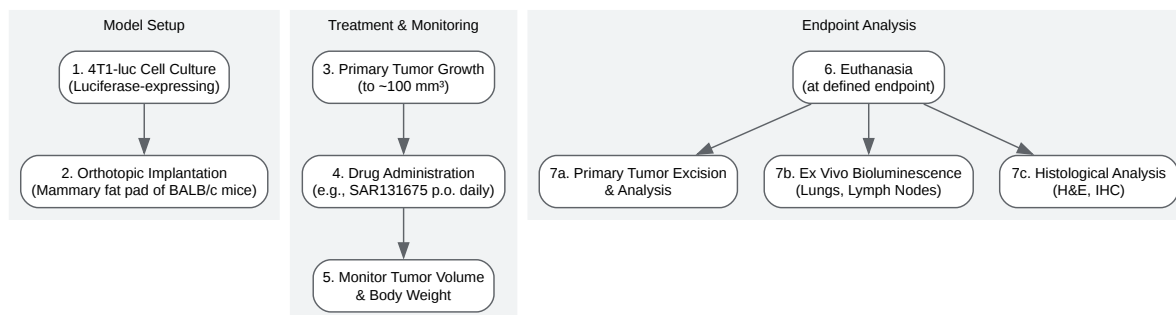 Model Setup
1. 4T1-luc Cell Culture
(Luciferase-expressing)
2. Orthotopic Implantation
(Mammary fat pad of BALB/c mice)
Treatment & Monitoring
3. Primary Tumor Growth
(to ~100 mm³)
4. Drug Administration
(e.g., SAR131675 p.o. daily)
5. Monitor Tumor Volume
& Body Weight
Endpoint Analysis
6. Euthanasia
(at defined endpoint)
7a. Primary Tumor Excision
& Analysis
7b. Ex Vivo Bioluminescence
(Lungs, Lymph Nodes)
7c. Histological Analysis
(H&E, IHC)